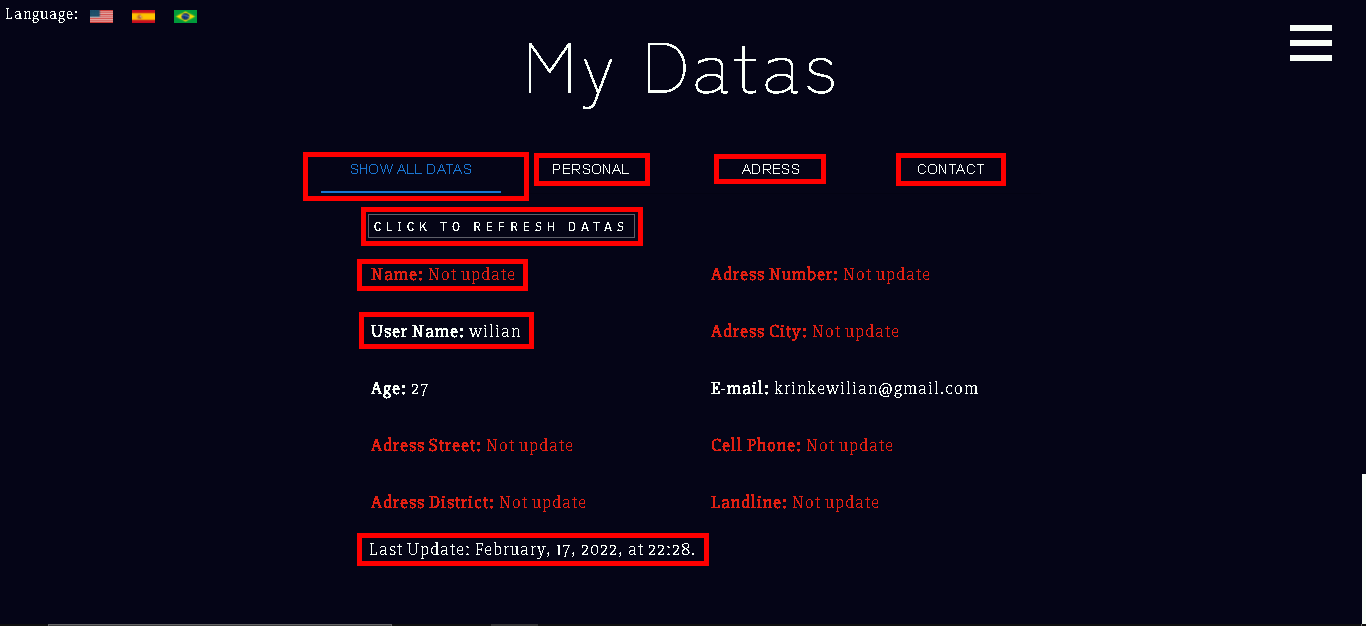 Language:
My Datas
SHOW ALL DATAS
PERSONAL
ADRESS
CONTACT
CLICK TO REFRESH DATAS
Name: Not update
Adress Number: Not update
User Name: wilian
Adress City: Not update
Age: 27
E-mail: krinkewilian@gmail.com
Adress Street: Not update
Cell Phone: Not update
Adress District: Not update
Landline: Not update
Last Update: February, 17, 2022, at 22:28.